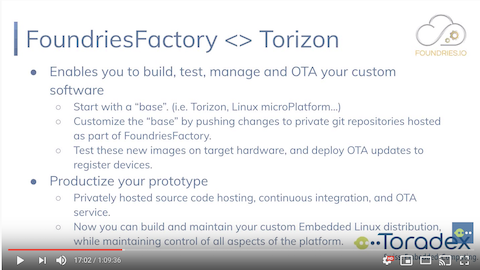 FoundriesFactory <> Torizon
FOUNDRIES.IO
● Enables you to build, test, manage and OTA your custom
software
○ Start with a “base”. (i.e. Torizon, Linux microPlatform...)
○ Customize the “base” by pushing changes to private git repositories hosted
as part of FoundriesFactory.
○ Test these new images on target hardware, and deploy OTA updates to
register devices.
● Productize your prototype
○ Privately hosted source code hosting, continuous integration, and OTA
service.
○ Now you can build and maintain your custom Embedded Linux distribution,
while maintaining control of all aspects of the platform.
Toradex
17:02 / 1:09:36